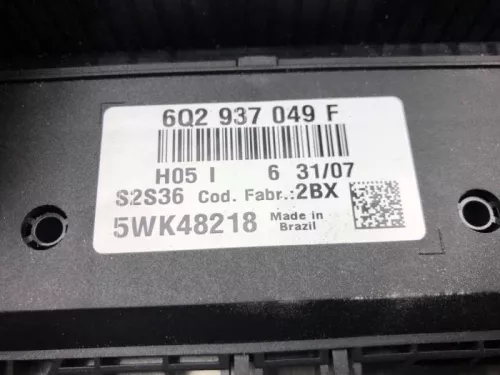 6Q2 937 049 F
H05 I 6 31/07
S2S36 Cod. Fabr.:2BX
5WK48218 Made in
Brazil